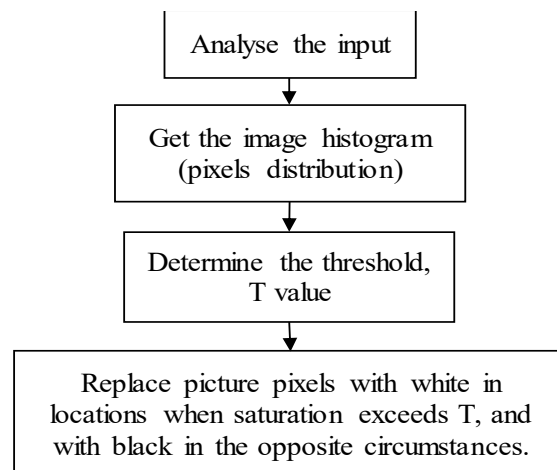 Analyse the input
Get the image histogram
(pixels distribution)
Determine the threshold,
T value
Replace picture pixels with white in
locations when saturation exceeds T, and
with black in the opposite circumstances.